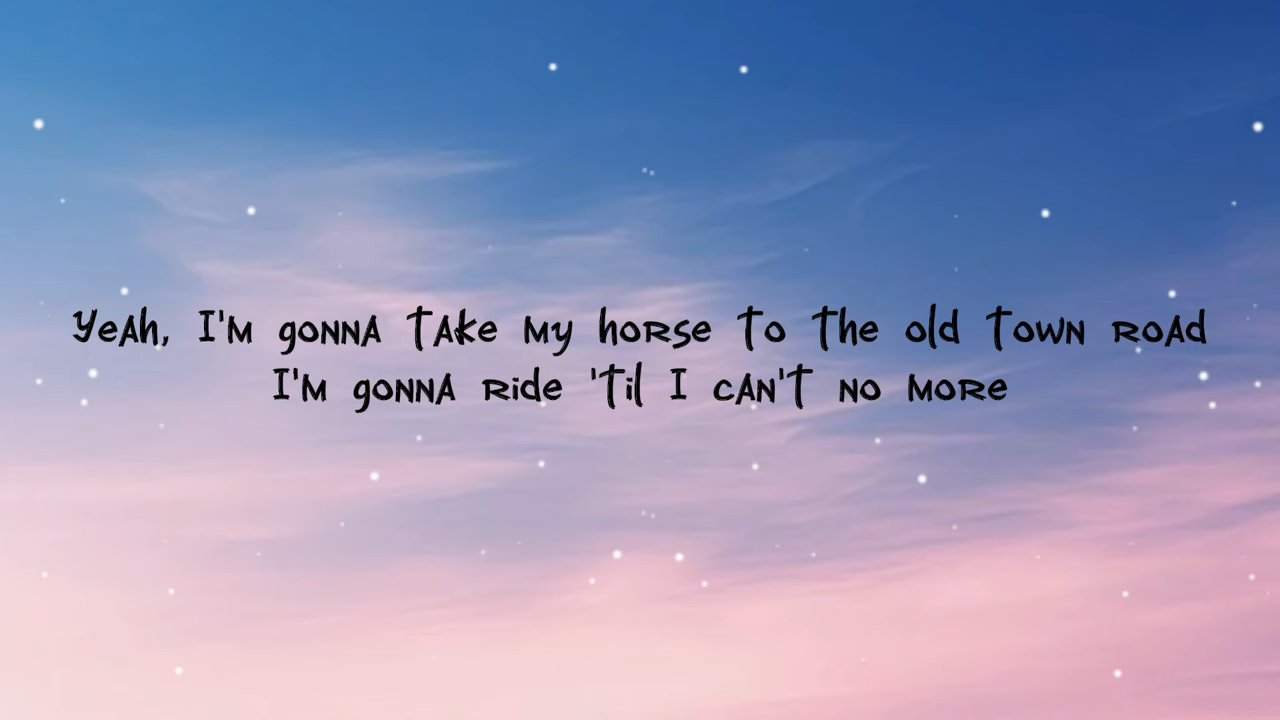 Yeah, I'm gonna take my horse to the old town road
I'm gonna ride 'til I can't no more